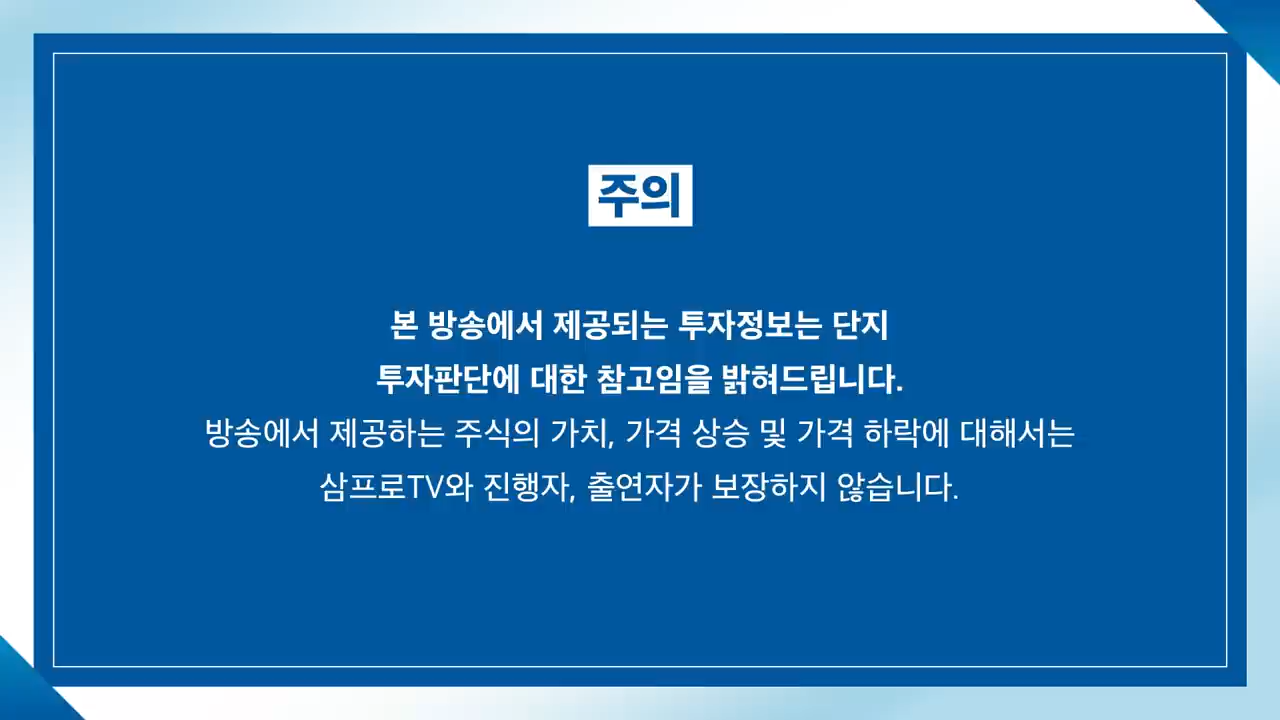 주의
본 방송에서 제공되는 투자정보는 단지
투자판단에 대한 참고임을 밝혀드립니다.
방송에서 제공하는 주식의 가치, 가격 상승 및 가격 하락에 대해서는
삼프로TV와 진행자, 출연자가 보장하지 않습니다.